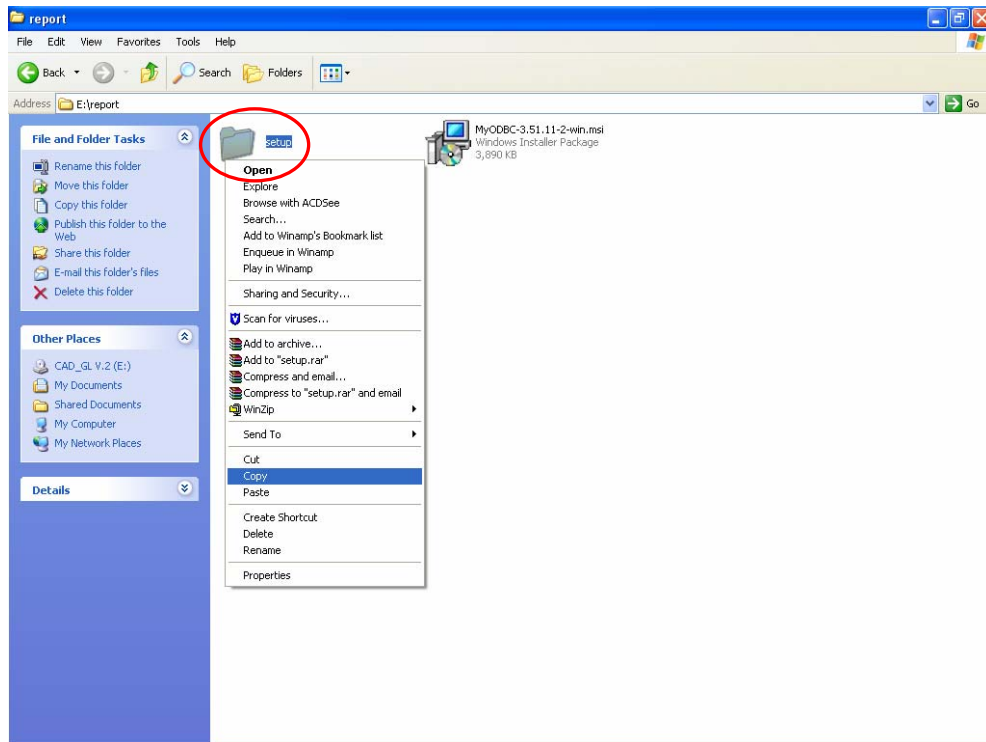 report
File Edit View Favorites Tools Help
Back Search Folders
Address E:\report Go
File and Folder Tasks
Rename this folder
Move this folder
Copy this folder
Publish this folder to the
Web
Share this folder
E-mail this folder's files
Delete this folder
Other Places
CAD_GL V.2 (E:)
My Documents
Shared Documents
My Computer
My Network Places
Details
setup
MyODBC-3.51.11-2-win.msi
Windows Installer Package
3,890 KB
Open
Explore
Browse with ACDSee
Search...
Add to Winamp's Bookmark list
Enqueue in Winamp
Play in Winamp
Sharing and Security...
Scan for viruses...
Add to archive...
Add to "setup.rar"
Compress and email...
Compress to "setup.rar" and email
WinZip
Send To
Cut
Copy
Paste
Create Shortcut
Delete
Rename
Properties